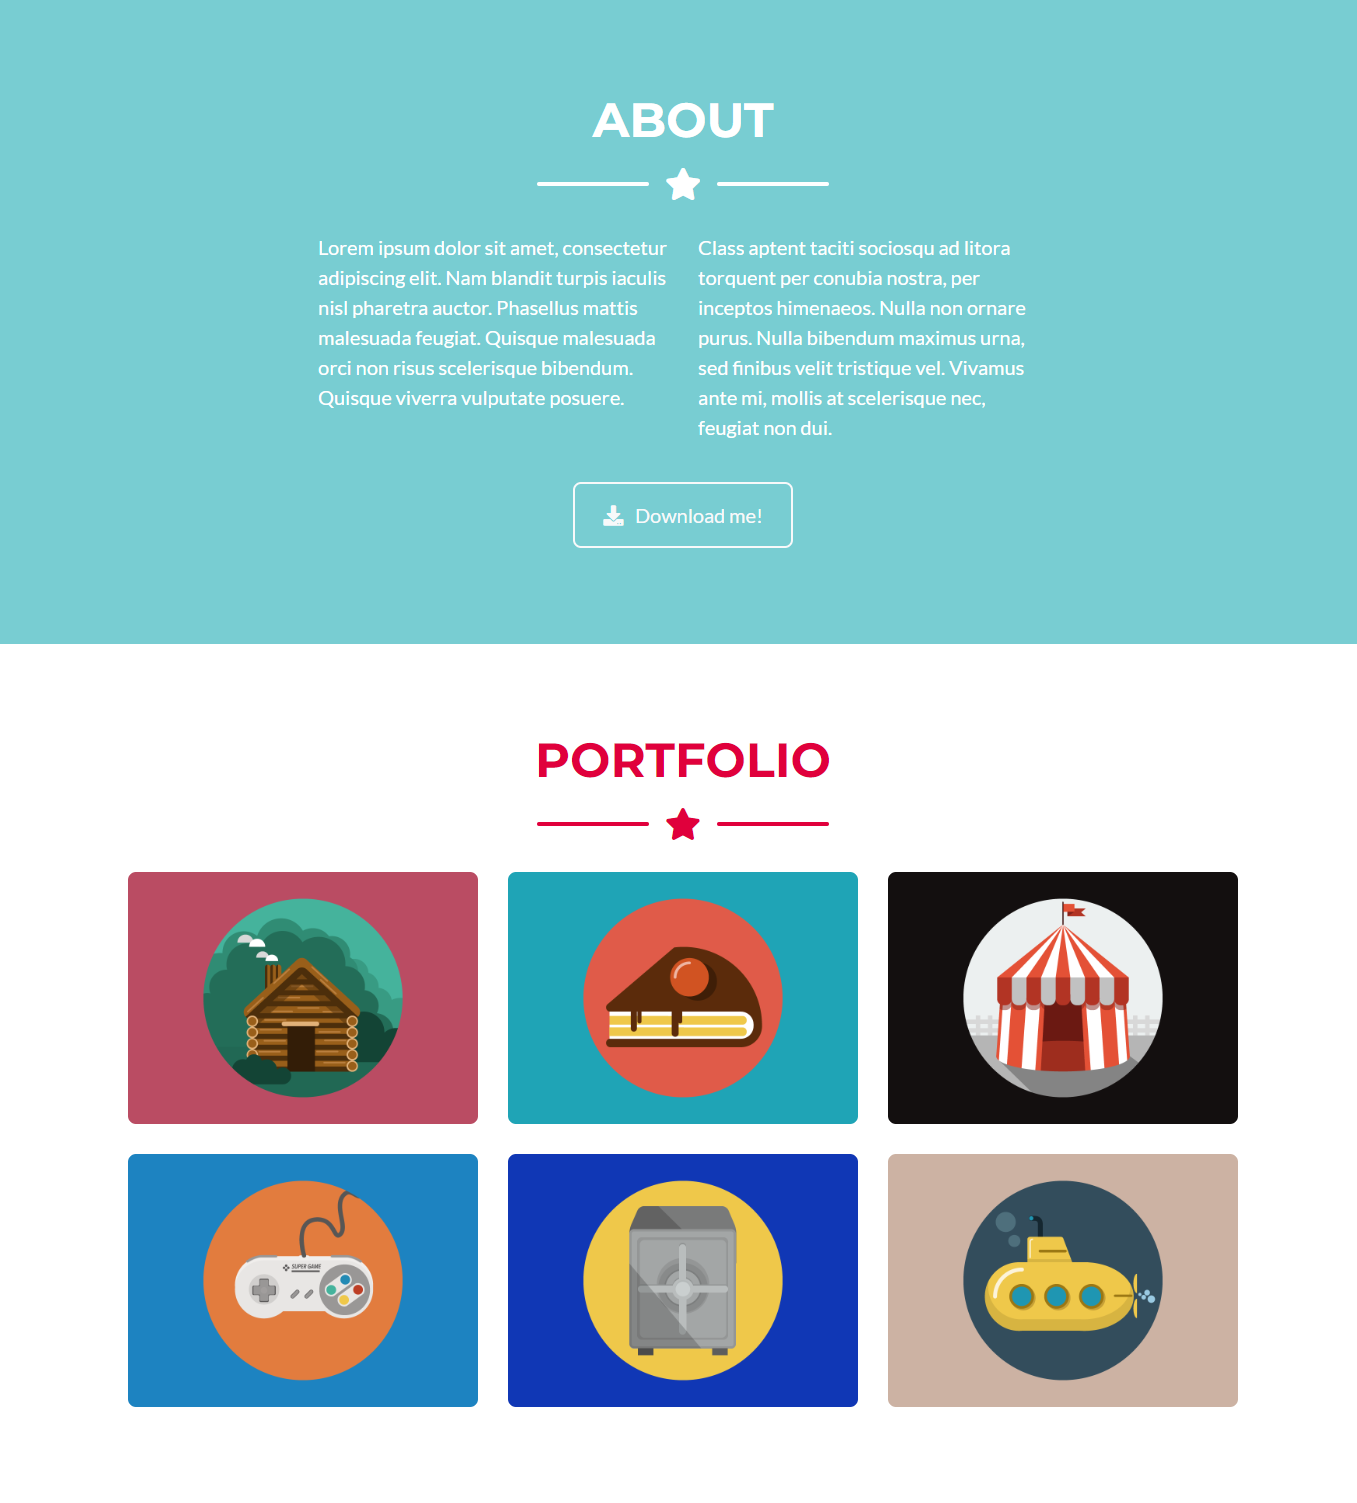 ABOUT
Lorem ipsum dolor sit amet, consectetur
adipiscing elit. Nam blandit turpis iaculis
nisl pharetra auctor. Phasellus mattis
malesuada feugiat. Quisque malesuada
orci non risus scelerisque bibendum.
Quisque viverra vulputate posuere.
Class aptent taciti sociosqu ad litora
torquent per conubia nostra, per
inceptos himenaeos. Nulla non ornare
purus. Nulla bibendum maximus urna,
sed finibus velit tristique vel. Vivamus
ante mi, mollis at scelerisque nec,
feugiat non dui.
Download me!
PORTFOLIO
SUPER GAME